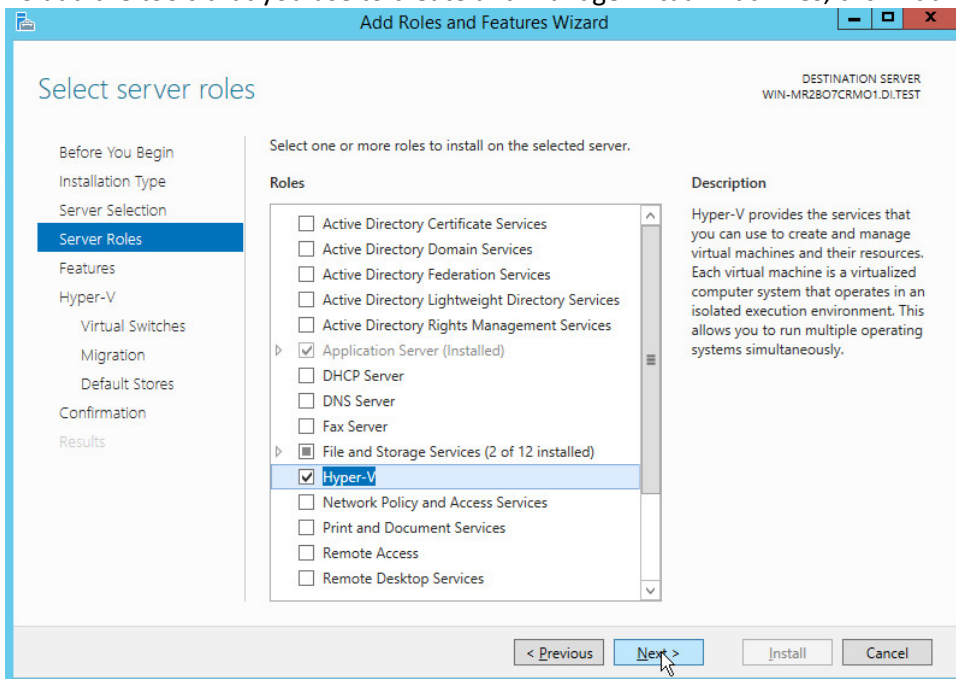 Add Roles and Features Wizard
Select server roles
DESTINATION SERVER
WIN-MR2BO7CRMO1.DI.TEST
Before You Begin
Installation Type
Server Selection
Server Roles
Features
Hyper-V
Virtual Switches
Migration
Default Stores
Confirmation
Results
Select one or more roles to install on the selected server.
Roles
Active Directory Certificate Services
Active Directory Domain Services
Active Directory Federation Services
Active Directory Lightweight Directory Services
Active Directory Rights Management Services
Application Server (Installed)
DHCP Server
DNS Server
Fax Server
File and Storage Services (2 of 12 installed)
Hyper-V
Network Policy and Access Services
Print and Document Services
Remote Access
Remote Desktop Services
Description
Hyper-V provides the services that
you can use to create and manage
virtual machines and their resources.
Each virtual machine is a virtualized
computer system that operates in an
isolated execution environment. This
allows you to run multiple operating
systems simultaneously.
< Previous
Next >
Install
Cancel